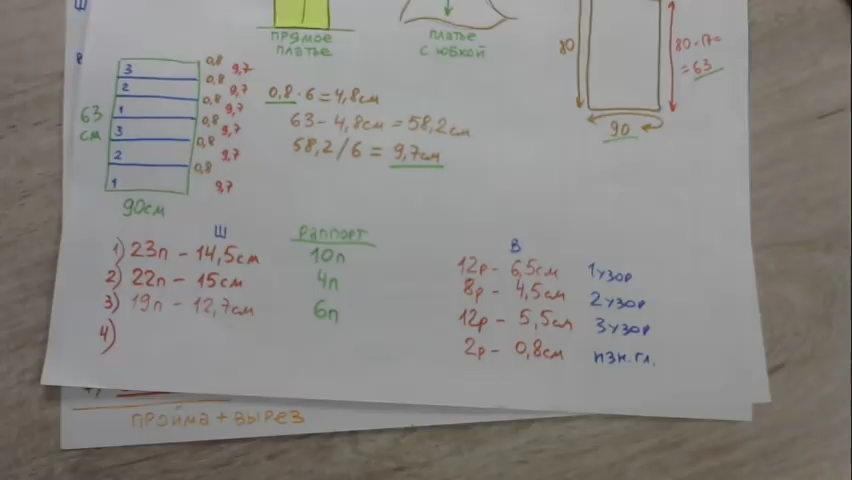 ПРЯМОЕ
ПЛАТЬЕ
ПЛАТЬЕ
С ЮБКОЙ
80
80-17=
=63
90
63
см
3
2
1
3
2
1
0,8
9,7
0,8
9,7
0,8
9,7
0,8
9,7
0,8
9,7
0,8
9,7
90см
0,8·6=4,8см
63-4,8см=58,2см
58,2/6=9,7см
Ш
1) 23п - 14,5см
2) 22п - 15см
3) 19п - 12,7см
4)
РАППОРТ
10п
4п
6п
В
12р- 6,5см 1узор
8р- 4,5см 2узор
12р- 5,5см 3узор
2р- 0,8см изн.гл.
пройма+вырез